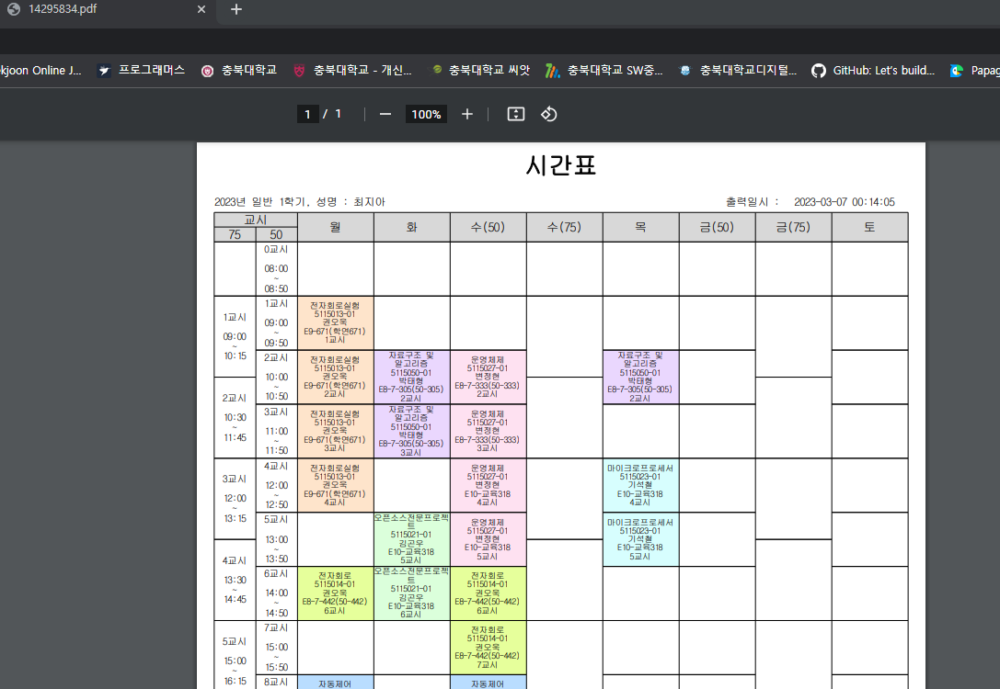 14295834.pdf
kjoon Online J...
프로그래머스
충북대학교
충북대학교 - 개신...
충북대학교 씨앗
충북대학교 SW중...
충북대학교디지털...
GitHub: Let's build...
Papag
1 / 1
100%
시간표
2023년 일반 1학기, 성명 : 최지아
출력일시 : 2023-03-07 00:14:05
교시
75 50
월 화 수(50) 수(75) 목 금(50) 금(75) 토
0교시
08:00
~
08:50
1교시
09:00
~
10:15
1교시
09:00
~
09:50
전자회로실험
5115013-01
권오욱
E9-671(학연671)
1교시
2교시
10:00
~
10:50
전자회로실험
5115013-01
권오욱
E9-671(학연671)
2교시
자료구조 및
알고리즘
5115050-01
박태형
E8-7-305(50-305)
2교시
운영체제
5115027-01
변정현
E8-7-333(50-333)
2교시
자료구조 및
알고리즘
5115050-01
박태형
E8-7-305(50-305)
2교시
2교시
10:30
~
11:45
3교시
11:00
~
11:50
전자회로실험
5115013-01
권오욱
E9-671(학연671)
3교시
자료구조 및
알고리즘
5115050-01
박태형
E8-7-305(50-305)
3교시
운영체제
5115027-01
변정현
E8-7-333(50-333)
3교시
3교시
12:00
~
13:15
4교시
12:00
~
12:50
전자회로실험
5115013-01
권오욱
E9-671(학연671)
4교시
운영체제
5115027-01
변정현
E10-교육318
4교시
마이크로프로세서
5115023-01
기석철
E10-교육318
4교시
5교시
13:00
~
13:50
오픈소스전문프로젝
트
5115021-01
김곤우
E10-교육318
5교시
운영체제
5115027-01
변정현
E10-교육318
5교시
마이크로프로세서
5115023-01
기석철
E10-교육318
5교시
4교시
13:30
~
14:45
6교시
14:00
~
14:50
전자회로
5115014-01
권오욱
E8-7-442(50-442)
6교시
오픈소스전문프로젝
트
5115021-01
김곤우
E10-교육318
6교시
전자회로
5115014-01
권오욱
E8-7-442(50-442)
6교시
5교시
15:00
~
16:15
7교시
15:00
~
15:50
전자회로
5115014-01
권오욱
E8-7-442(50-442)
7교시
8교시
자동제어
자동제어